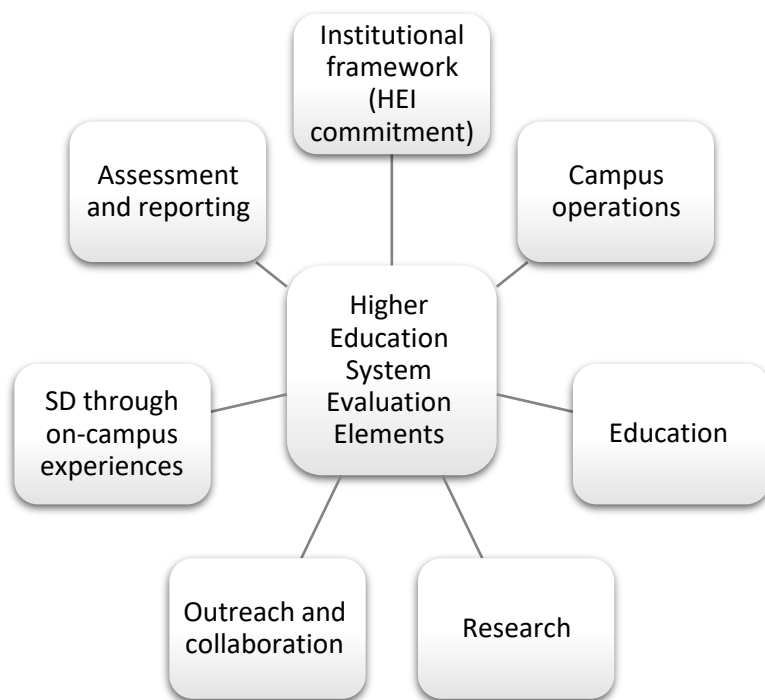 Institutional
framework
(HEI
commitment)
Assessment
and reporting
Campus
operations
Higher
Education
System
Evaluation
Elements
SD through
on-campus
experiences
Education
Outreach and
collaboration
Research